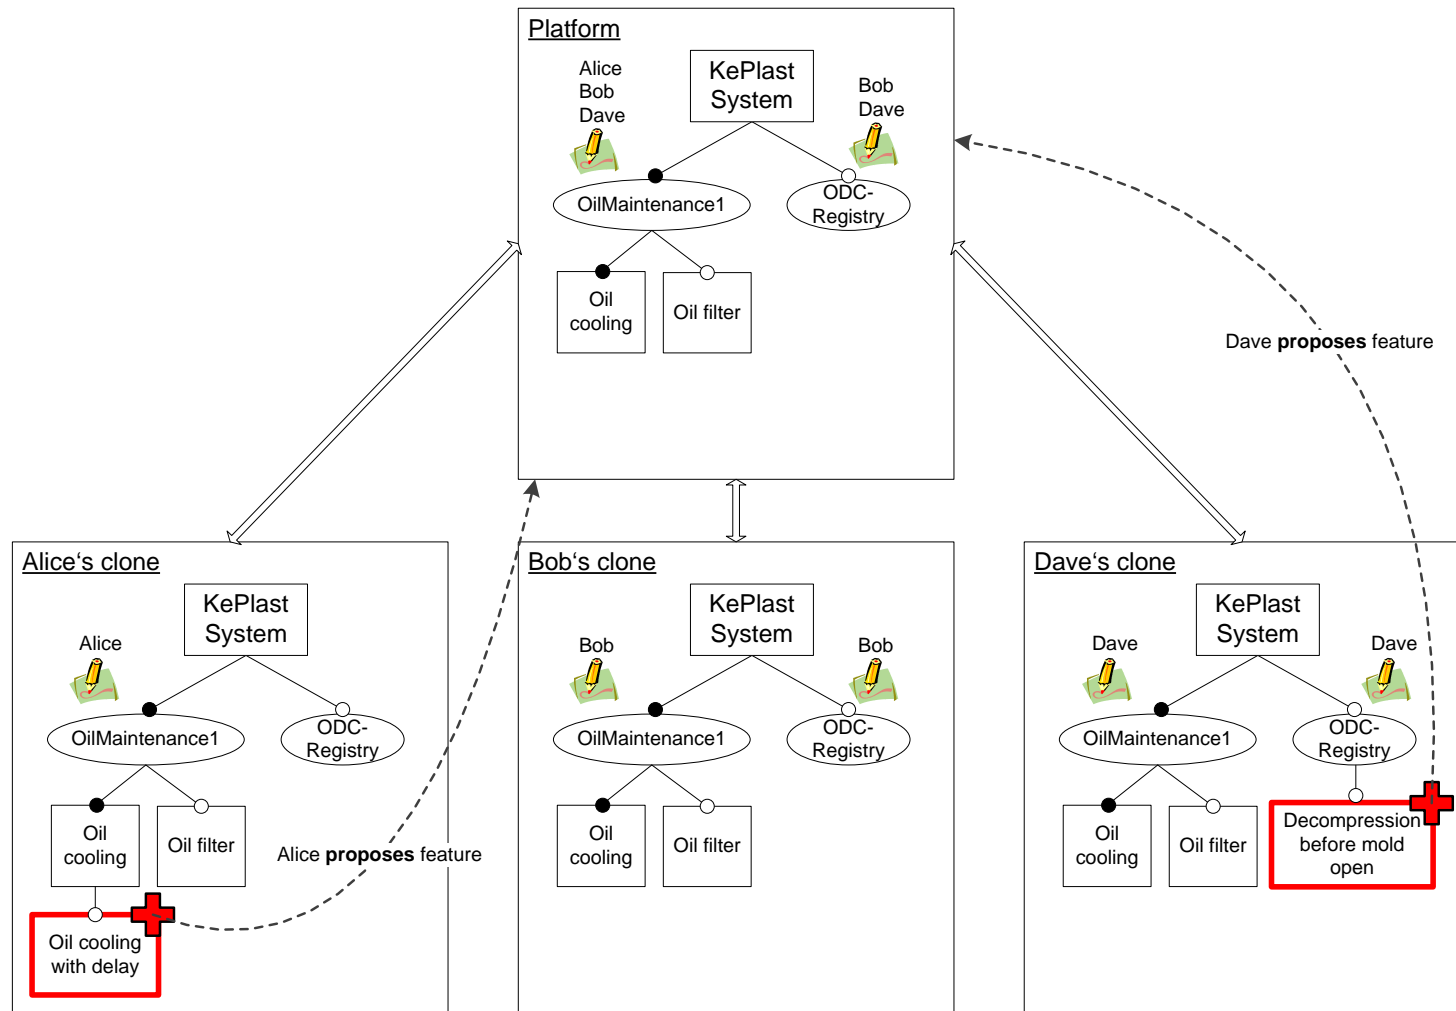 Platform
Alice
Bob
Dave
KePlast
System
Bob
Dave
OilMaintenance1
ODC-
Registry
Oil
cooling
Oil filter
Dave proposes feature
Alice‘s clone
KePlast
System
Alice
OilMaintenance1
ODC-
Registry
Oil
cooling
Oil filter
Alice proposes feature
Oil cooling
with delay
Bob‘s clone
KePlast
System
Bob
Bob
OilMaintenance1
ODC-
Registry
Oil
cooling
Oil filter
Dave‘s clone
KePlast
System
Dave
Dave
OilMaintenance1
ODC-
Registry
Oil
cooling
Oil filter
Decompression
before mold
open